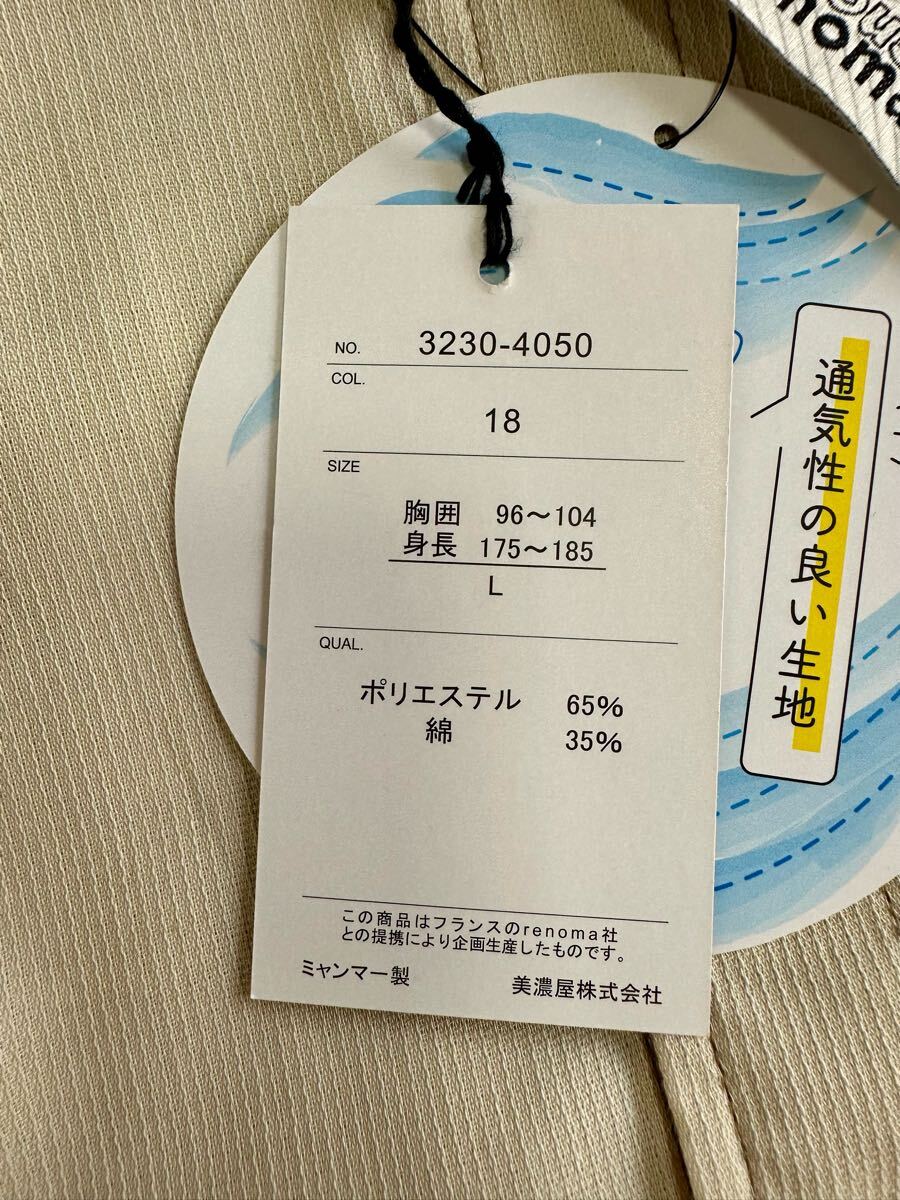 noma
NO. 3230-4050
COL.
18
SIZE
胸囲 96～104
身長 175～185
L
QUAL.
ポリエステル 65%
綿 35%
この商品はフランスのrenoma社
との提携により企画生産したものです。
ミャンマー製 美濃屋株式会社
通気性の良い生地